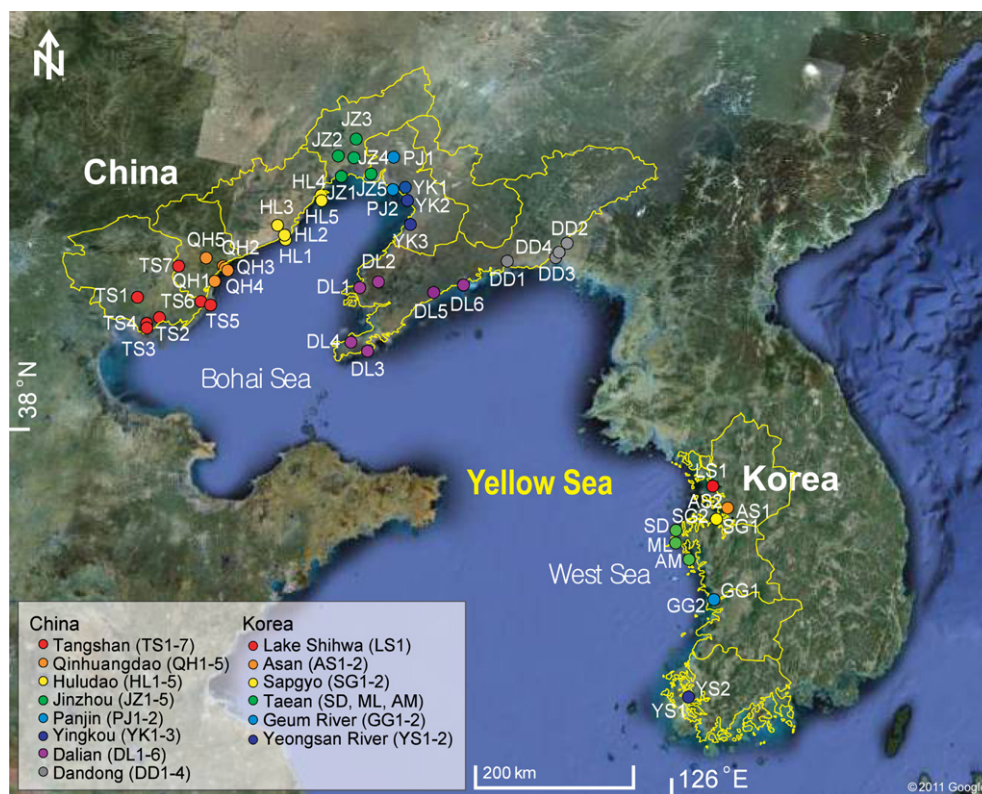 N
China
JZ3
JZ2
JZ4
PJ1
HL4
JZ1
JZ5
YK1
PJ2
YK2
HL5
HL3
YK3
HL2
HL1
QH5
QH2
DD2
DD4
TS7
QH3
DD3
QH1
QH4
DL2
DD1
DL1
TS1
TS6
DL5
DL6
TS5
TS4
TS2
TS3
DL4
DL3
Bohai Sea
38°N
Yellow Sea
Korea
LS1
AS2
AS1
SG2
SG1
SD
ML
AM
West Sea
GG1
GG2
YS2
YS1
China
Tangshan (TS1-7)
Qinhuangdao (QH1-5)
Huludao (HL1-5)
Jinzhou (JZ1-5)
Panjin (PJ1-2)
Yingkou (YK1-3)
Dalian (DL1-6)
Dandong (DD1-4)
Korea
Lake Shihwa (LS1)
Asan (AS1-2)
Sapgyo (SG1-2)
Taean (SD, ML, AM)
Geum River (GG1-2)
Yeongsan River (YS1-2)
200 km
126°E
©2011 Google